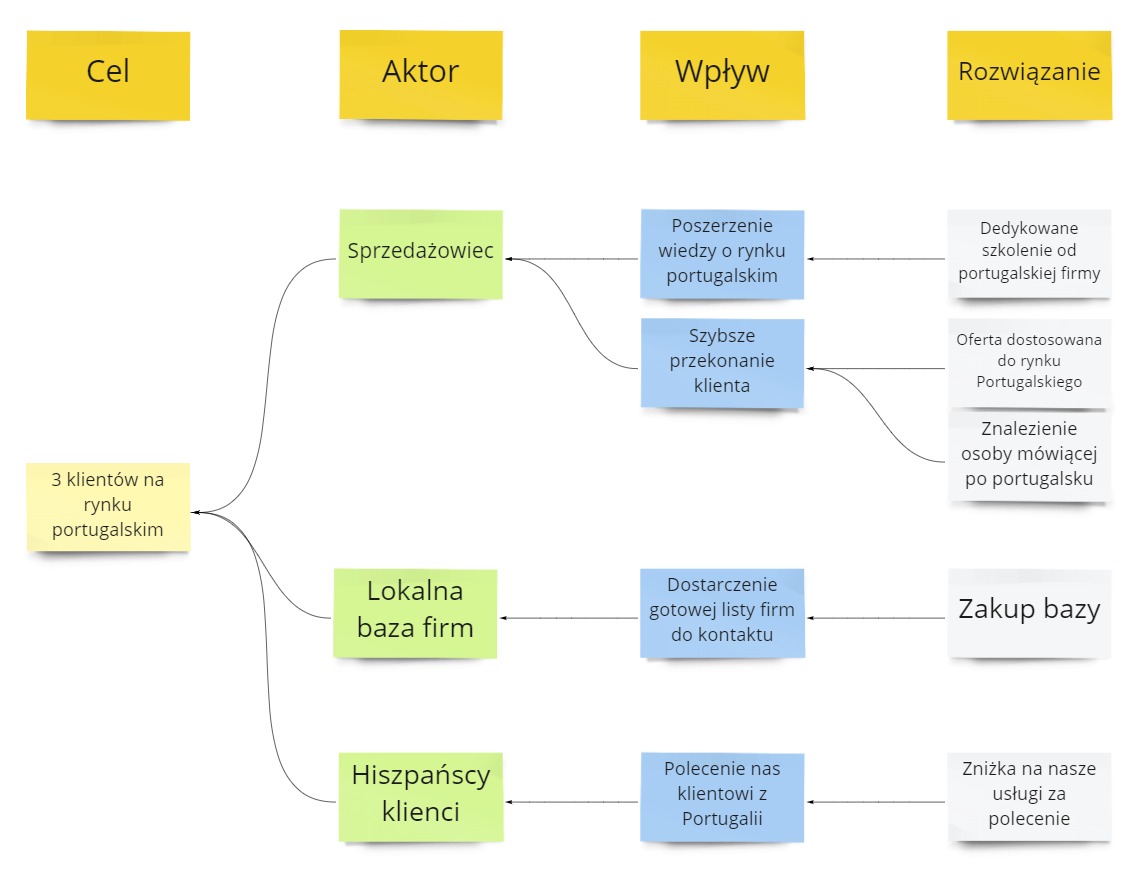 Cel
Aktor
Wpływ
Rozwiązanie
Sprzedażowiec
Poszerzenie
wiedzy o rynku
portugalskim
Dedykowane
szkolenie od
portugalskiej firmy
Szybsze
przekonanie
klienta
Oferta dostosowana
do rynku
Portugalskiego
Znalezienie
osoby mówiącej
po portugalsku
3 klientów na
rynku
portugalskim
Lokalna
baza firm
Dostarczenie
gotowej listy firm
do kontaktu
Zakup bazy
Hiszpańscy
klienci
Polecenie nas
klientowi z
Portugalii
Zniżka na nasze
usługi za
polecenie